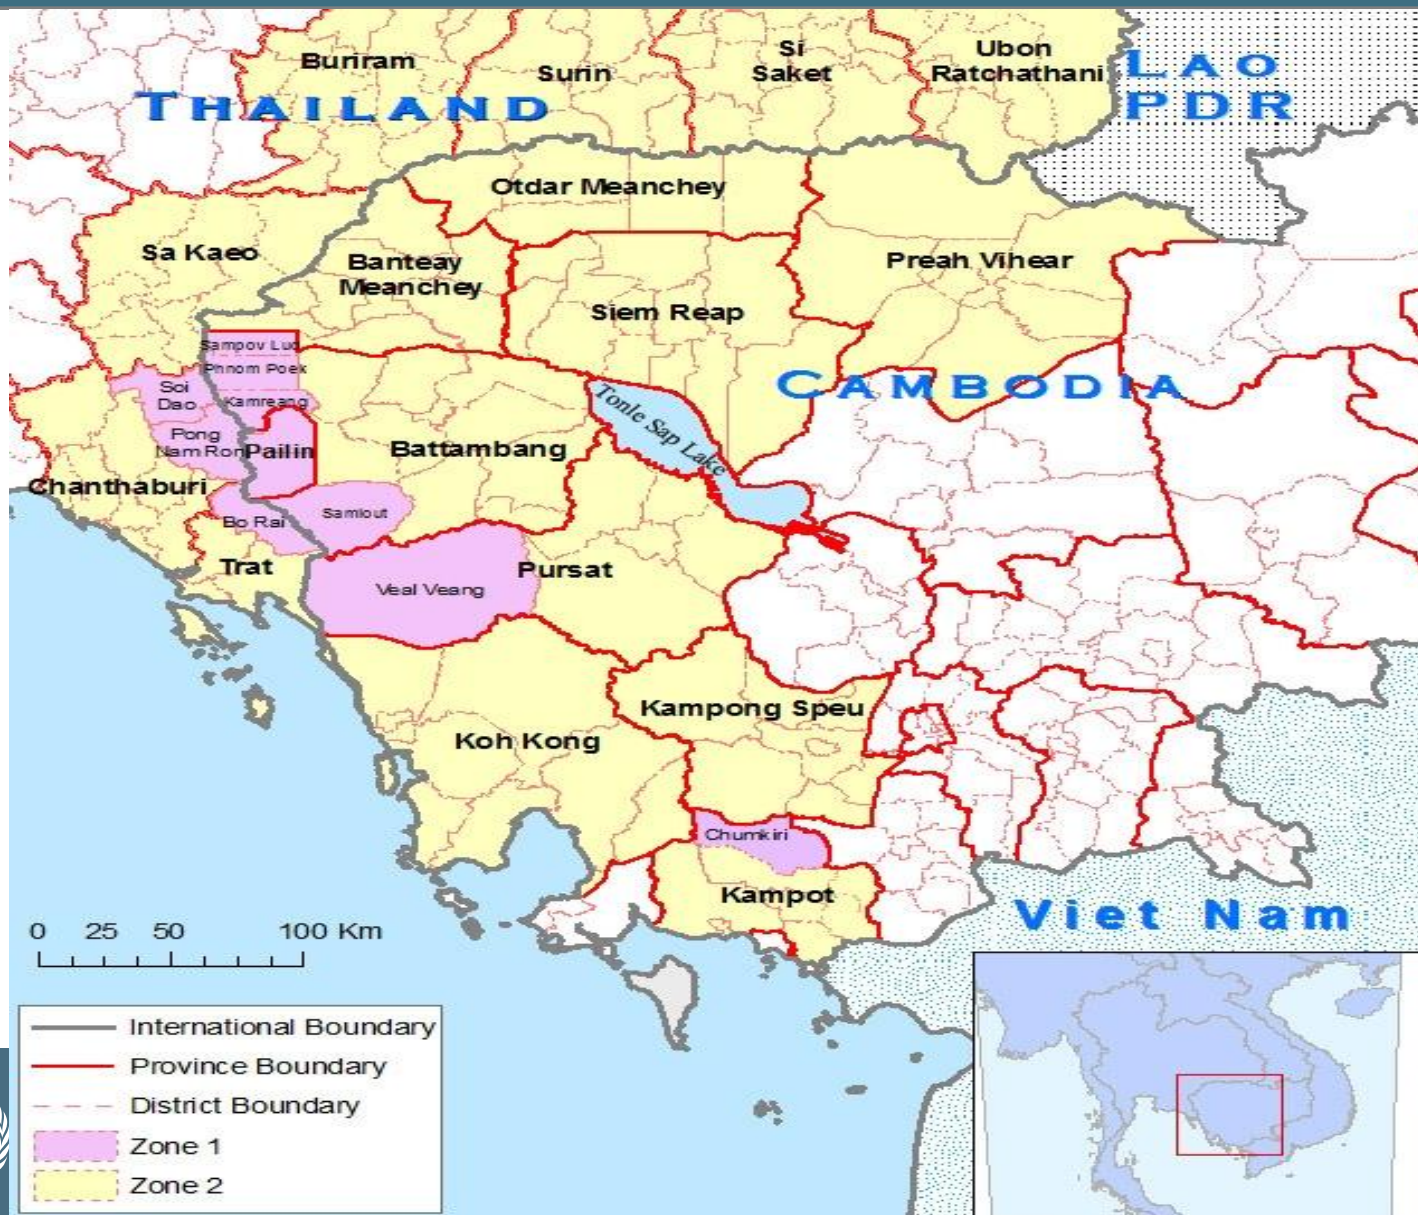 Buriram
Surin
Si
Saket
Ubon
Ratchathani
THAILAND
LAO
PDR
Otdar Meanchey
Sa Kaeo
Banteay
Meanchey
Preah Vihear
Siem Reap
Sampov Lud
Phnom Poek
Kamreang
Soi
Dao
CAMBODIA
Tonle Sap Lake
Pong
Nam Ron
Pailin
Battambang
Chanthaburi
Bo Rai
Samlout
Trat
Veal Veang
Pursat
Kampong Speu
Koh Kong
Chumkiri
Kampot
Viet Nam
0 25 50 100 Km
International Boundary
Province Boundary
District Boundary
Zone 1
Zone 2